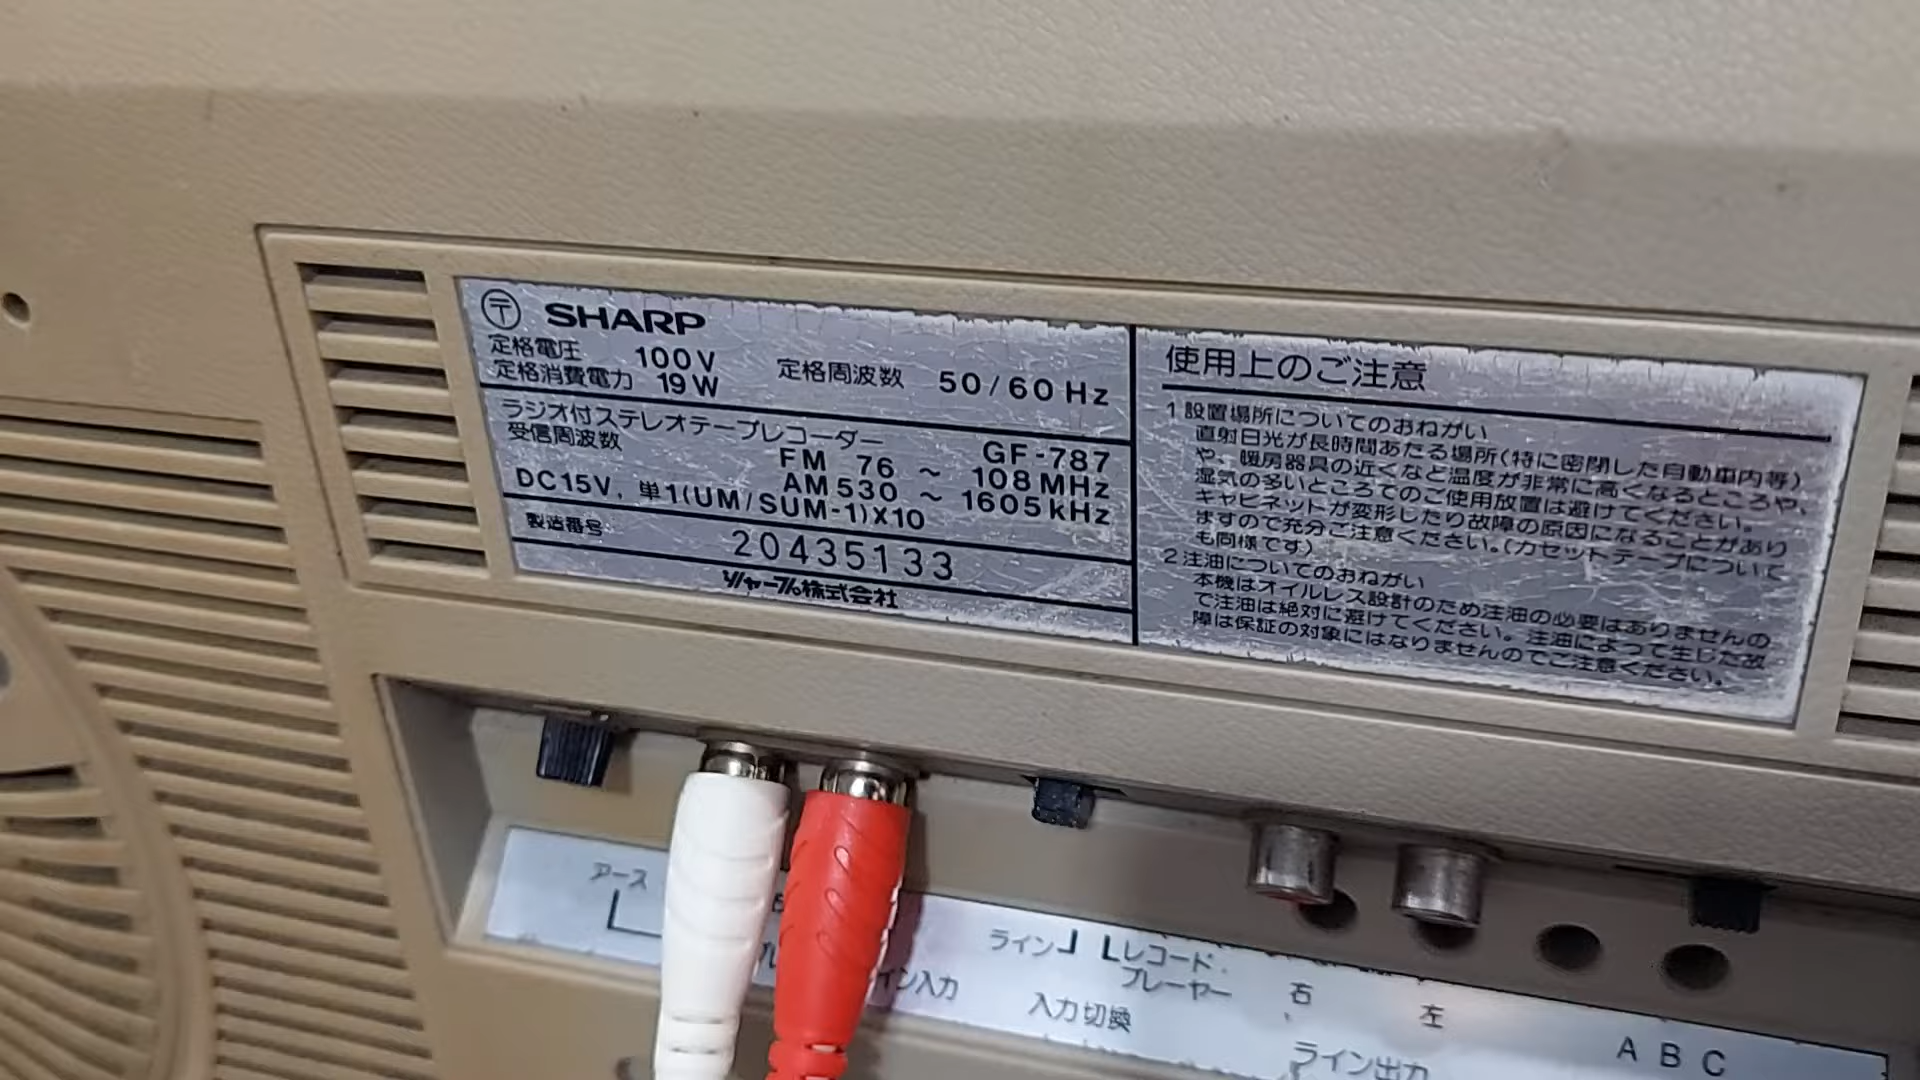 〒 SHARP
定格電圧 100V 定格周波数 50/60Hz
定格消費電力 19W
ラジオ付ステレオテープレコーダー GF-787
受信周波数 FM 76 ~ 108MHz
AM 530 ~ 1605kHz
DC15V, 単1(UM/SUM-1)X10
製造番号 20435133
シャープ株式会社
使用上のご注意
1 設置場所についてのおねがい
直射日光が長時間あたる場所(特に密閉した自動車内等)
や、暖房器具の近くなど温度が非常に高くなるところや、
湿気の多いところでのご使用放置は避けてください。
キャビネットが変形したり故障の原因になることがあり
ますので充分ご注意ください。(カセットテープについて
も同様です)
2 注油についてのおねがい
本機はオイルレス設計のため注油の必要はありませんの
で注油は絶対に避けてください。注油によって生じた故
障は保証の対象にはなりませんのでご注意ください。
アース
ライン レコード・
プレーヤー
イン入力
入力切換
右 左
ライン出力
A B C